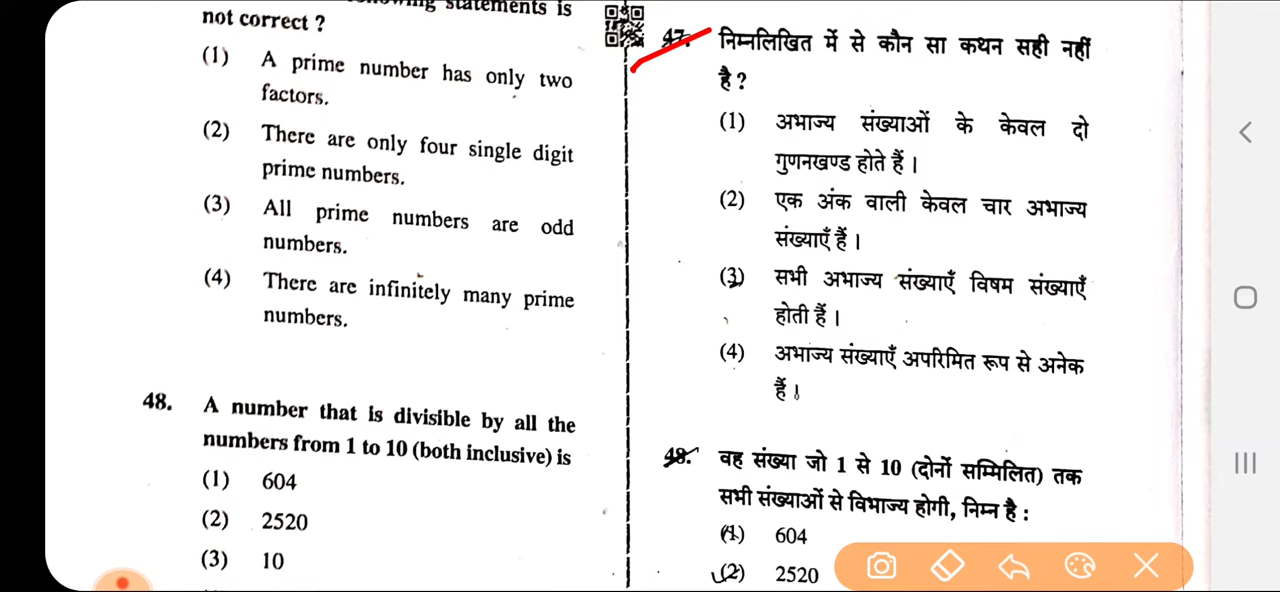 following statements is
not correct ?
(1) A prime number has only two
factors.
(2) There are only four single digit
prime numbers.
(3) All prime numbers are odd
numbers.
(4) There are infinitely many prime
numbers.
48. A number that is divisible by all the
numbers from 1 to 10 (both inclusive) is
(1) 604
(2) 2520
(3) 10
47. निम्नलिखित में से कौन सा कथन सही नहीं
है ?
(1) अभाज्य संख्याओं के केवल दो
गुणनखण्ड होते हैं ।
(2) एक अंक वाली केवल चार अभाज्य
संख्याएँ हैं ।
(3) सभी अभाज्य संख्याएँ विषम संख्याएँ
होती हैं ।
(4) अभाज्य संख्याएँ अपरिमित रूप से अनेक
हैं ।
48. वह संख्या जो 1 से 10 (दोनों सम्मिलित) तक
सभी संख्याओं से विभाज्य होगी, निम्न है :
(1) 604
(2) 2520